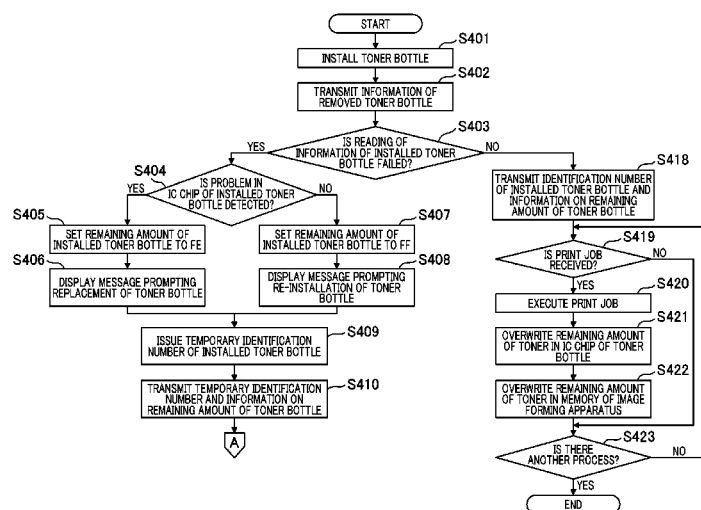 START
S401
INSTALL TONER BOTTLE
S402
TRANSMIT INFORMATION OF
REMOVED TONER BOTTLE
S403
IS READING OF
INFORMATION OF INSTALLED TONER
BOTTLE FAILED?
YES
NO
S404
IS PROBLEM IN
IC CHIP OF INSTALLED TONER
BOTTLE DETECTED?
YES
NO
S405
SET REMAINING AMOUNT OF
INSTALLED TONER BOTTLE TO FE
S406
DISPLAY MESSAGE PROMPTING
REPLACEMENT OF TONER BOTTLE
S407
SET REMAINING AMOUNT OF
INSTALLED TONER BOTTLE TO FF
S408
DISPLAY MESSAGE PROMPTING
RE-INSTALLATION OF TONER
BOTTLE
S409
ISSUE TEMPORARY IDENTIFICATION
NUMBER OF INSTALLED TONER BOTTLE
S410
TRANSMIT TEMPORARY IDENTIFICATION
NUMBER AND INFORMATION ON
REMAINING AMOUNT OF TONER BOTTLE
A
S418
TRANSMIT IDENTIFICATION NUMBER
OF INSTALLED TONER BOTTLE AND
INFORMATION ON REMAINING
AMOUNT OF TONER BOTTLE
S419
IS PRINT JOB
RECEIVED?
NO
YES
S420
EXECUTE PRINT JOB
S421
OVERWRITE REMAINING AMOUNT
OF TONER IN IC CHIP OF TONER
BOTTLE
S422
OVERWRITE REMAINING AMOUNT
OF TONER IN MEMORY OF IMAGE
FORMING APPARATUS
S423
IS THERE
ANOTHER PROCESS?
NO
YES
END